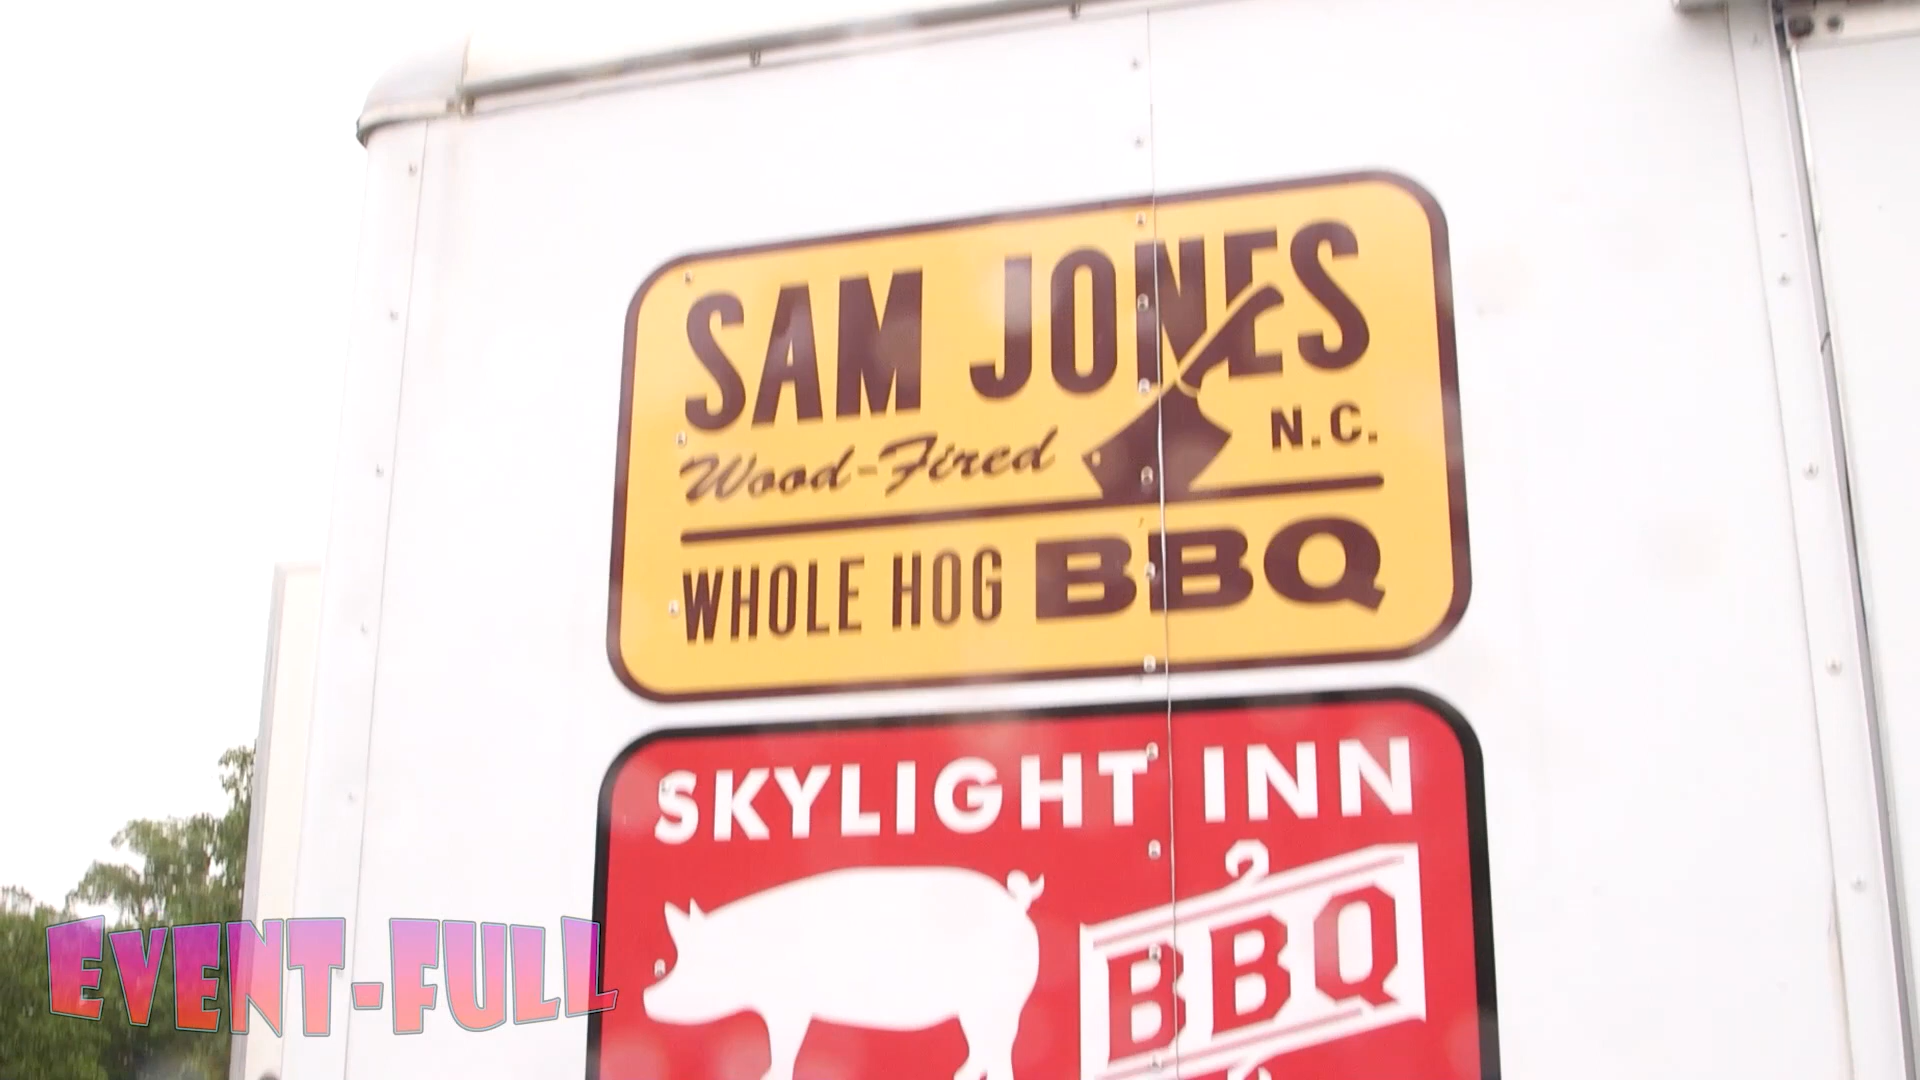 SAM JONES
Wood-Fired N.C.
WHOLE HOG BBQ
SKYLIGHT INN
BBQ
EVENT-FULL